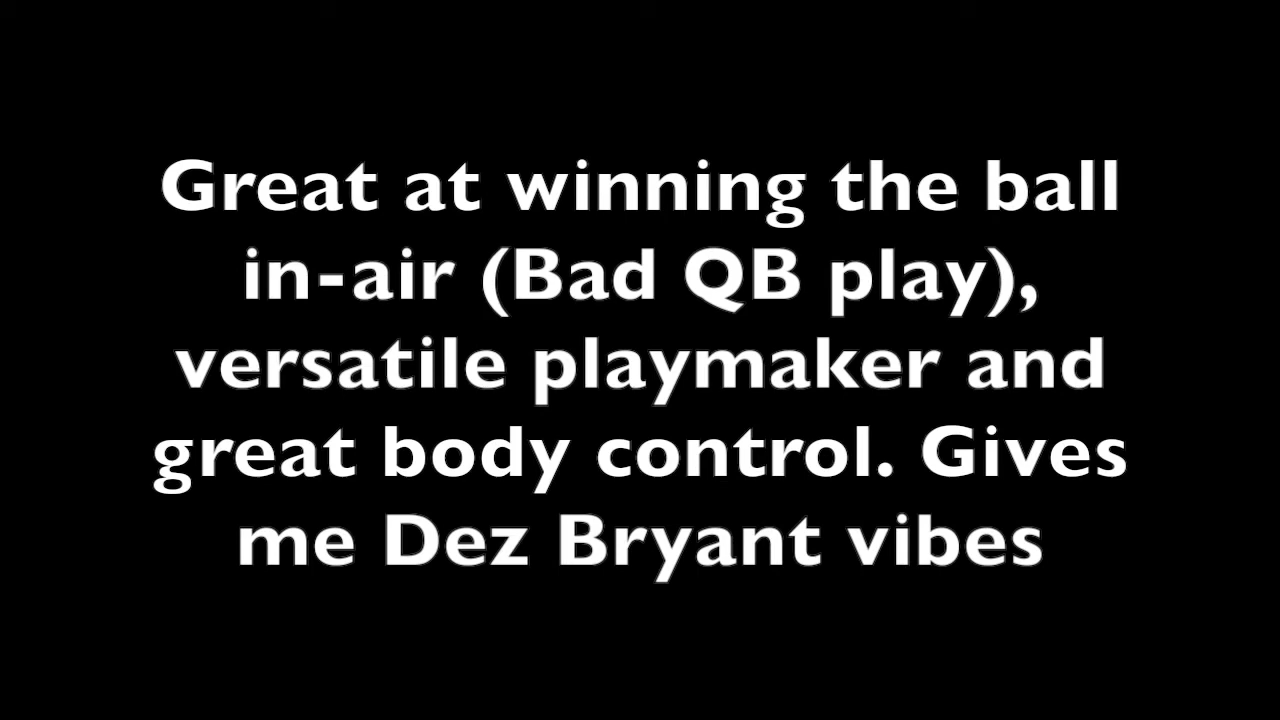 Great at winning the ball
in-air (Bad QB play),
versatile playmaker and
great body control. Gives
me Dez Bryant vibes